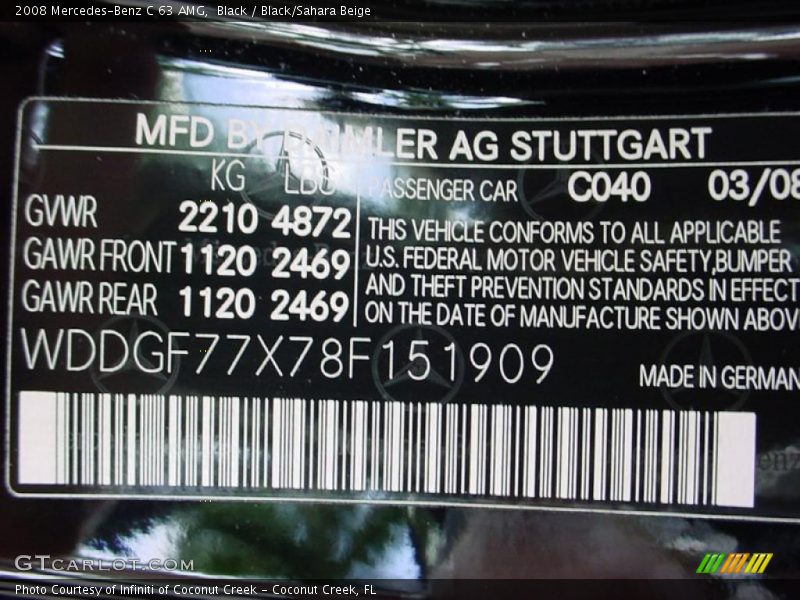 2008 Mercedes-Benz C 63 AMG, Black / Black/Sahara Beige
MFD BY DAIMLER AG STUTTGART
KG LBS PASSENGER CAR C040 03/08
GVWR 2210 4872
GAWR FRONT 1120 2469
GAWR REAR 1120 2469
THIS VEHICLE CONFORMS TO ALL APPLICABLE
U.S. FEDERAL MOTOR VEHICLE SAFETY,BUMPER
AND THEFT PREVENTION STANDARDS IN EFFECT
ON THE DATE OF MANUFACTURE SHOWN ABOV
WDDGF77X78F151909
MADE IN GERMAN
GTCARLOT.COM
Photo Courtesy of Infiniti of Coconut Creek - Coconut Creek, FL